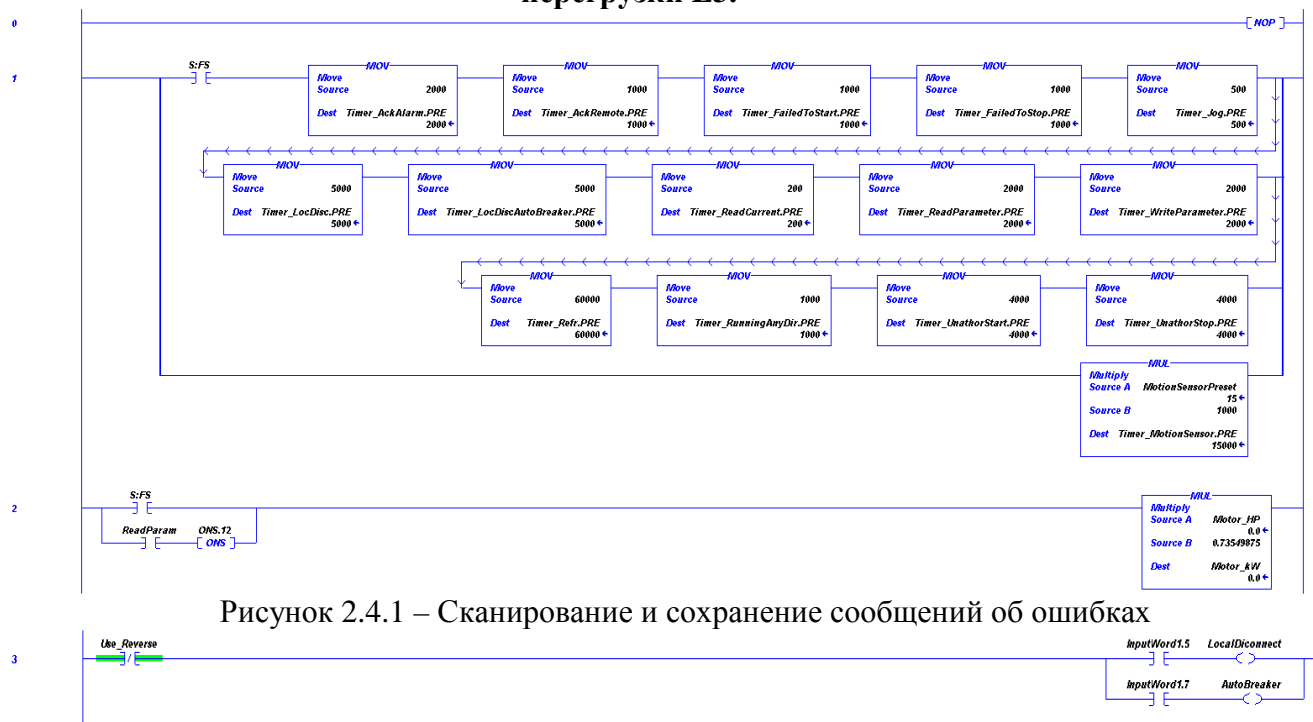 перегрузки E3.
0
NOP
1
S:FS
MOV
Move
Source 2000
Dest Timer_AckAlarm.PRE
2000
MOV
Move
Source 1000
Dest Timer_AckRemote.PRE
1000
MOV
Move
Source 1000
Dest Timer_FailedToStart.PRE
1000
MOV
Move
Source 1000
Dest Timer_FailedToStop.PRE
1000
MOV
Move
Source 500
Dest Timer_Jog.PRE
500
MOV
Move
Source 5000
Dest Timer_LocDisc.PRE
5000
MOV
Move
Source 5000
Dest Timer_LocDiscAutoBreaker.PRE
5000
MOV
Move
Source 200
Dest Timer_ReadCurrent.PRE
200
MOV
Move
Source 2000
Dest Timer_ReadParameter.PRE
2000
MOV
Move
Source 2000
Dest Timer_WriteParameter.PRE
2000
MOV
Move
Source 60000
Dest Timer_Refr.PRE
60000
MOV
Move
Source 1000
Dest Timer_RunningAnyDir.PRE
1000
MOV
Move
Source 4000
Dest Timer_UnathorStart.PRE
4000
MOV
Move
Source 4000
Dest Timer_UnathorStop.PRE
4000
MUL
Multiply
Source A MotionSensorPreset
15
Source B 1000
Dest Timer_MotionSensor.PRE
15000
2
S:FS
ReadParam ONS.12
ONS
MUL
Multiply
Source A Motor_HP
0.0
Source B 0.73549875
Dest Motor_kW
0.0
Рисунок 2.4.1 – Сканирование и сохранение сообщений об ошибках
3
Use_Reverse
InputWord1.5 LocalDiconnect
InputWord1.7 AutoBreaker